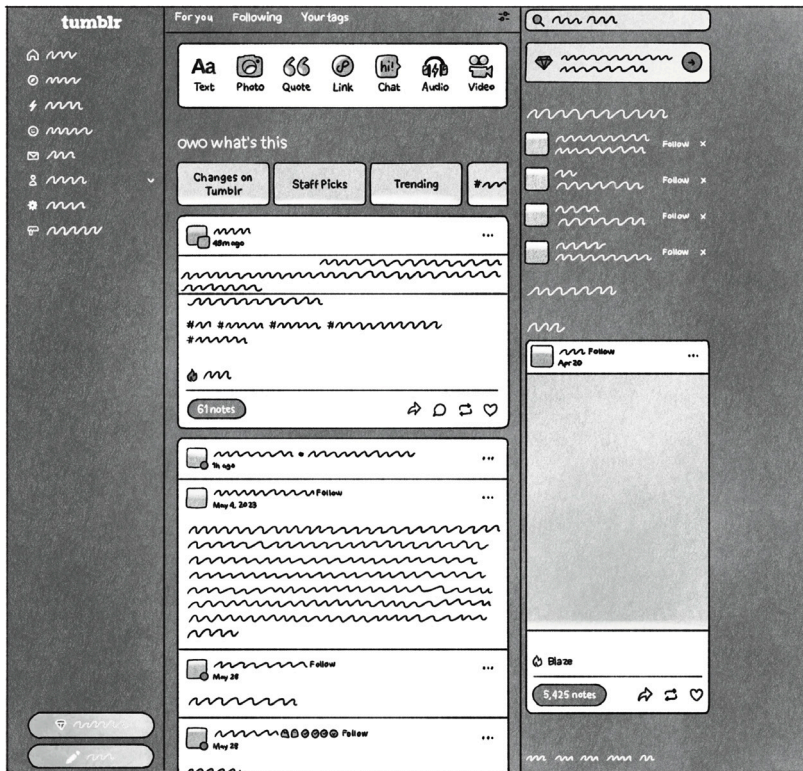 tumblr
For you Following Your tags
Aa Text
Photo
Quote
Link
hi! Chat
Audio
Video
owo what's this
Changes on
Tumblr
Staff Picks
Trending
#
48m ago
# # # #
#
61 notes
1h ago
Follow
May 4, 2023
Follow
May 28
Follow
May 28
Follow x
Follow x
Follow x
Follow x
Follow
Apr 20
Blaze
5,425 notes